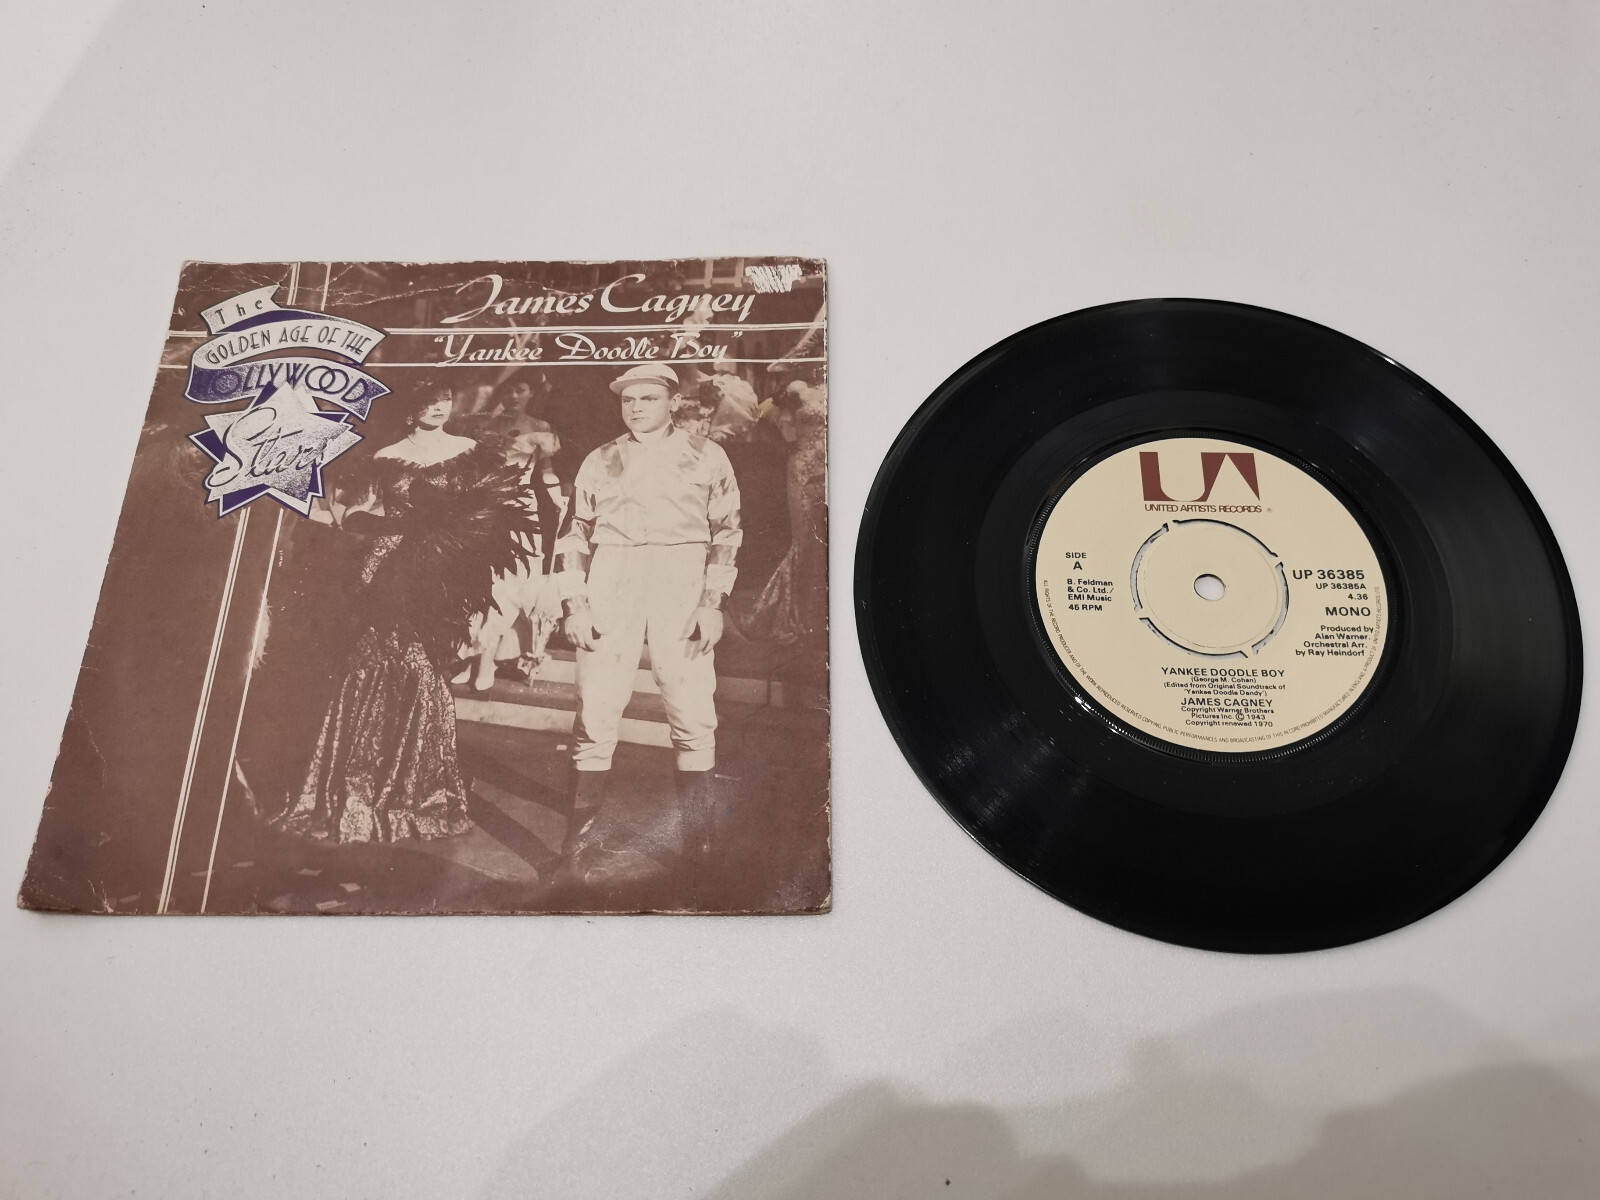 James Cagney
"Yankee Doodle Boy"
The
GOLDEN AGE OF THE
HOLLYWOOD
Stars
UA
UNITED ARTISTS RECORDS
SIDE
A
B. Feldman
& Co. Ltd./
EMI Music
45 RPM
UP 36385
UP 36385A
4.36
MONO
Produced by
Alan Warner.
Orchestral Arr.
by Ray Heindorf.
YANKEE DOODLE BOY
(George M. Cohan)
(Edited from Original Soundtrack of
"Yankee Doodle Dandy")
JAMES CAGNEY
Copyright Warner Brothers
Pictures Inc. © 1943
Copyright renewed 1970